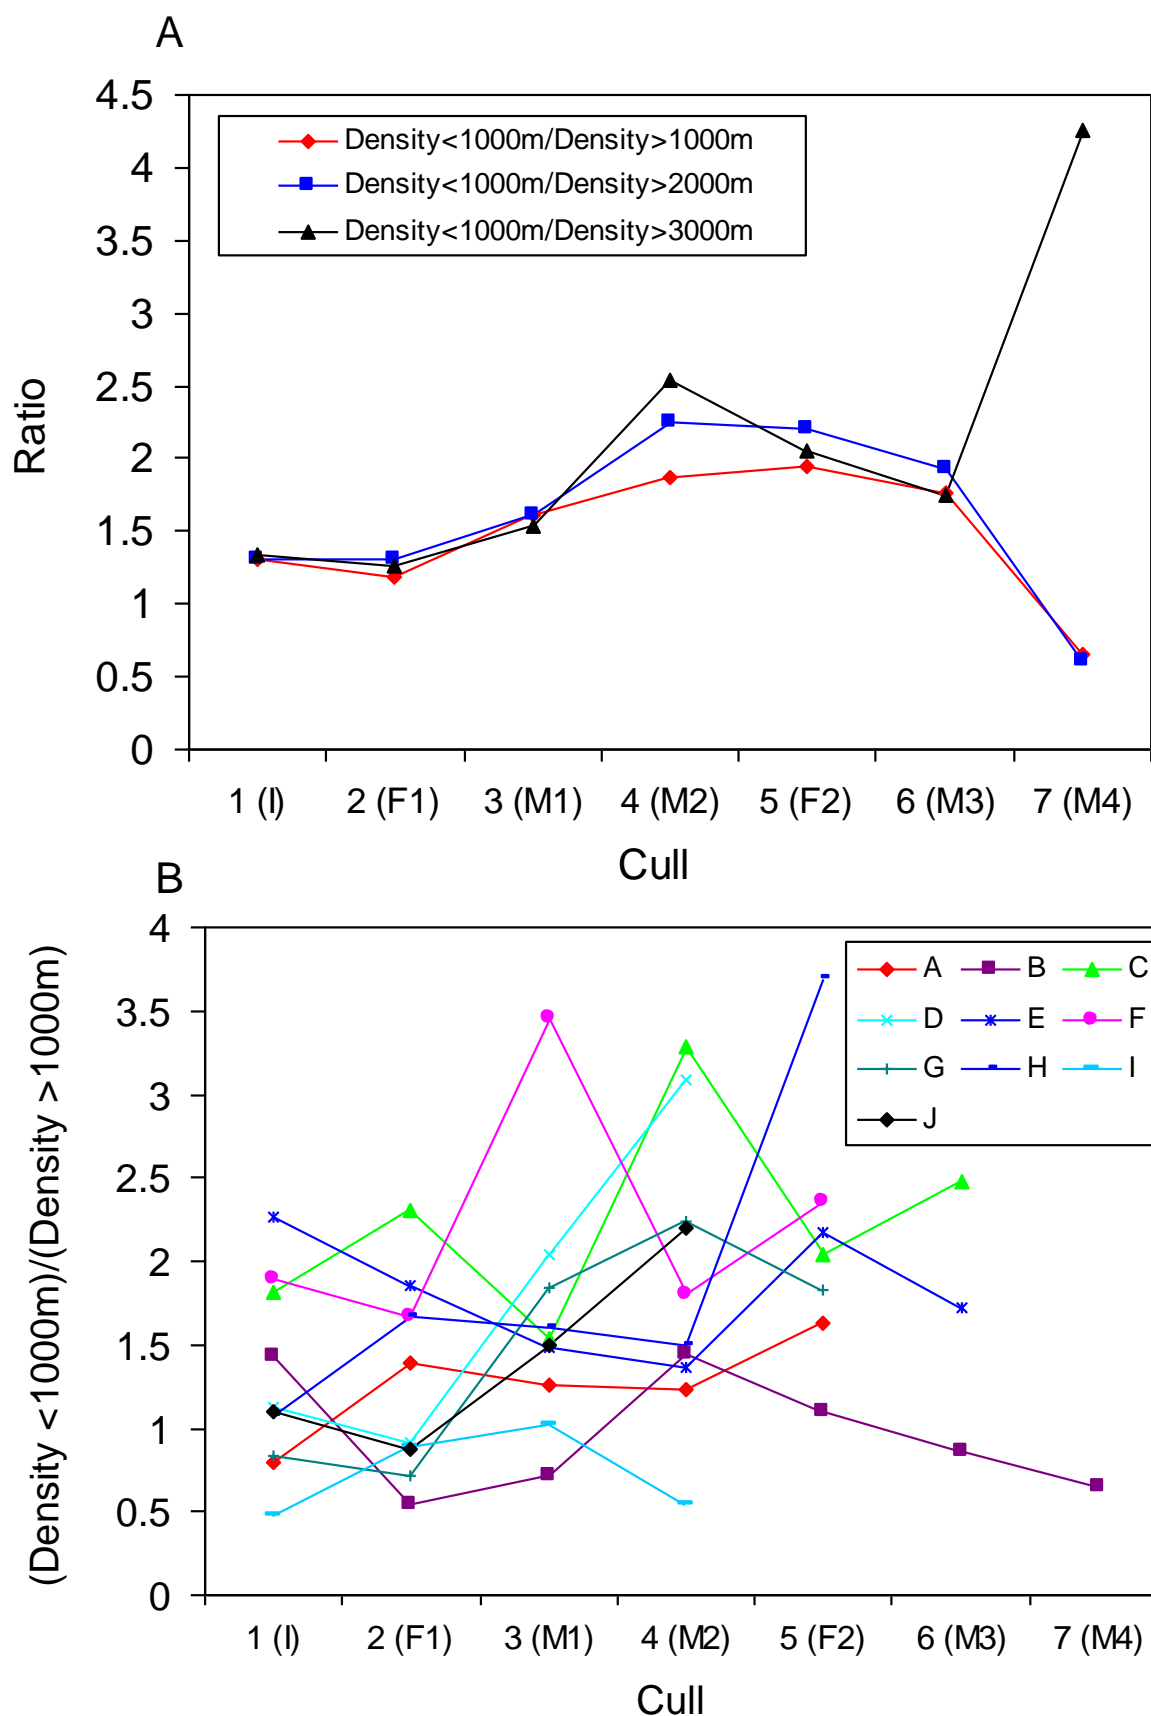 A
4.5
4
3.5
3
2.5
2
1.5
1
0.5
0
Ratio
Density<1000m/Density>1000m
Density<1000m/Density>2000m
Density<1000m/Density>3000m
1 (I) 2 (F1) 3 (M1) 4 (M2) 5 (F2) 6 (M3) 7 (M4)
Cull
B
4
3.5
3
2.5
2
1.5
1
0.5
0
(Density <1000m)/(Density >1000m)
A B C
D E F
G H I
J
1 (I) 2 (F1) 3 (M1) 4 (M2) 5 (F2) 6 (M3) 7 (M4)
Cull